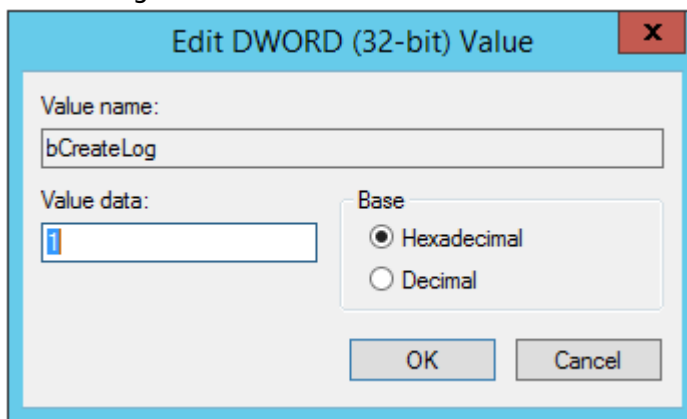 Edit DWORD (32-bit) Value
x
Value name:
bCreateLog
Value data:
1
Base
Hexadecimal
Decimal
OK
Cancel